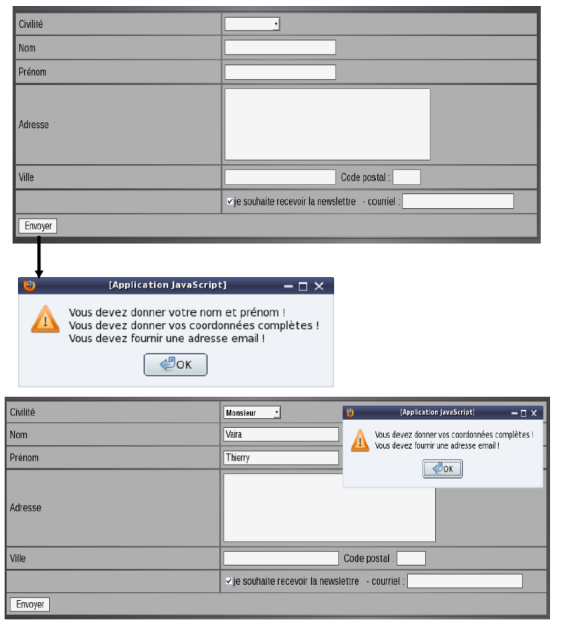 Civilité
Nom
Prénom
Adresse
Ville Code postal :
je souhaite recevoir la newslettre - courriel :
Envoyer
[Application JavaScript]
Vous devez donner votre nom et prénom !
Vous devez donner vos coordonnées complètes !
Vous devez fournir une adresse email !
OK
Civilité Monsieur
[Application JavaScript]
Nom Vaira
Vous devez donner vos coordonnées complètes !
Vous devez fournir une adresse email !
Prénom Thierry
OK
Adresse
Ville Code postal :
je souhaite recevoir la newslettre - courriel :
Envoyer